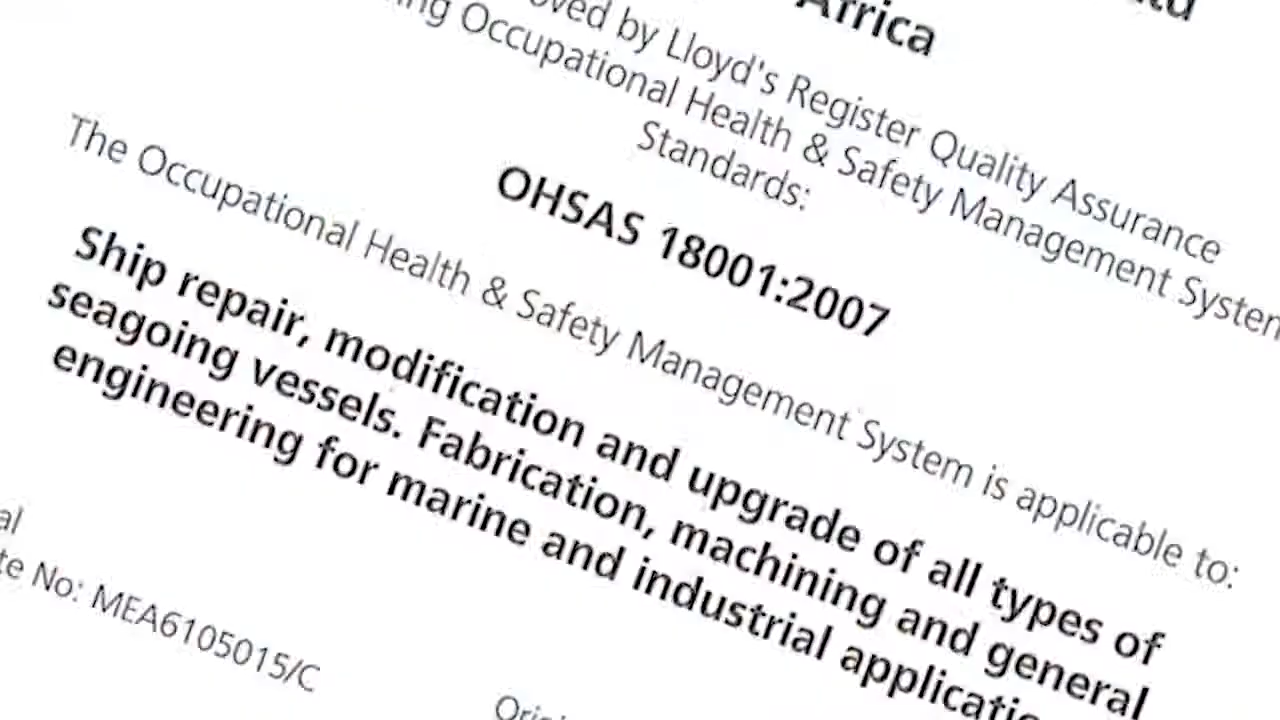 Africa
by Lloyd's Register Quality Assurance
Occupational Health & Safety Management
Standards:
OHSAS 18001:2007
The Occupational Health & Safety Management System is applicable to:
Ship repair, modification and upgrade of all types of
seagoing vessels. Fabrication, machining and general
engineering for marine and industrial
No: MEA6105015/C